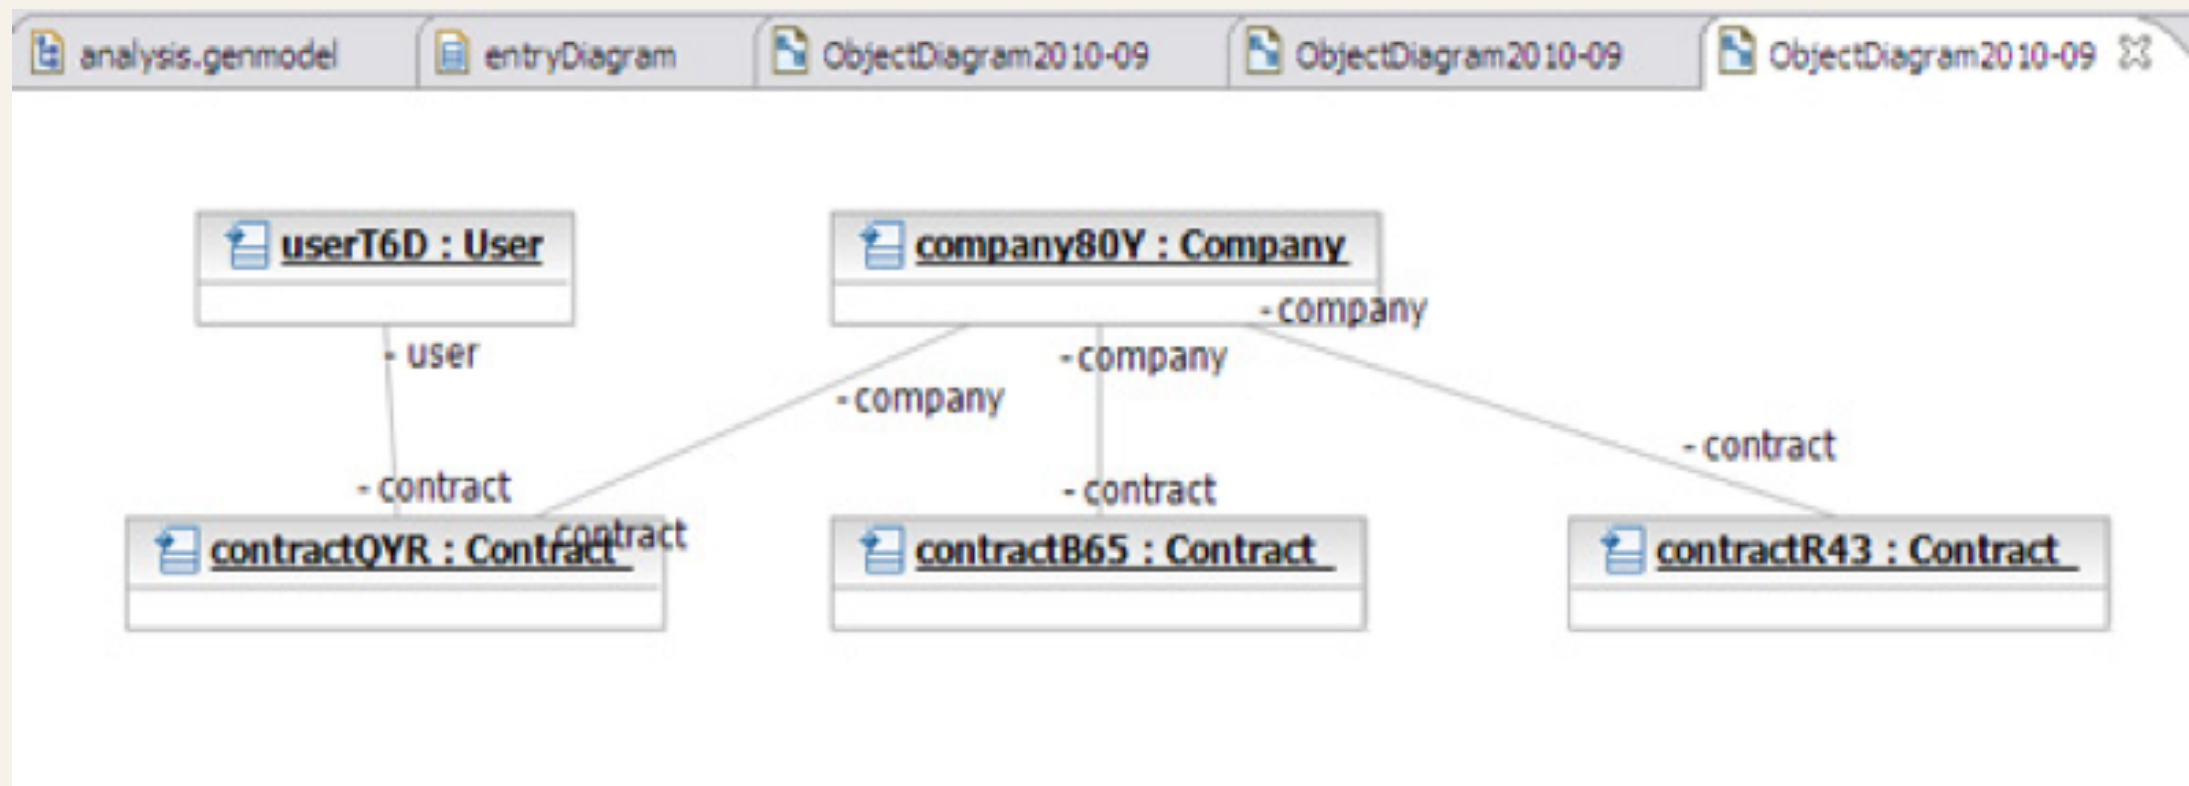 analysis.genmodel
entryDiagram
ObjectDiagram2010-09
ObjectDiagram2010-09
ObjectDiagram2010-09
userT6D : User
company80Y : Company
- company
- user
- company
- company
- contract
- contract
- contract
contract
contractQYR : Contract
contractB65 : Contract
contractR43 : Contract